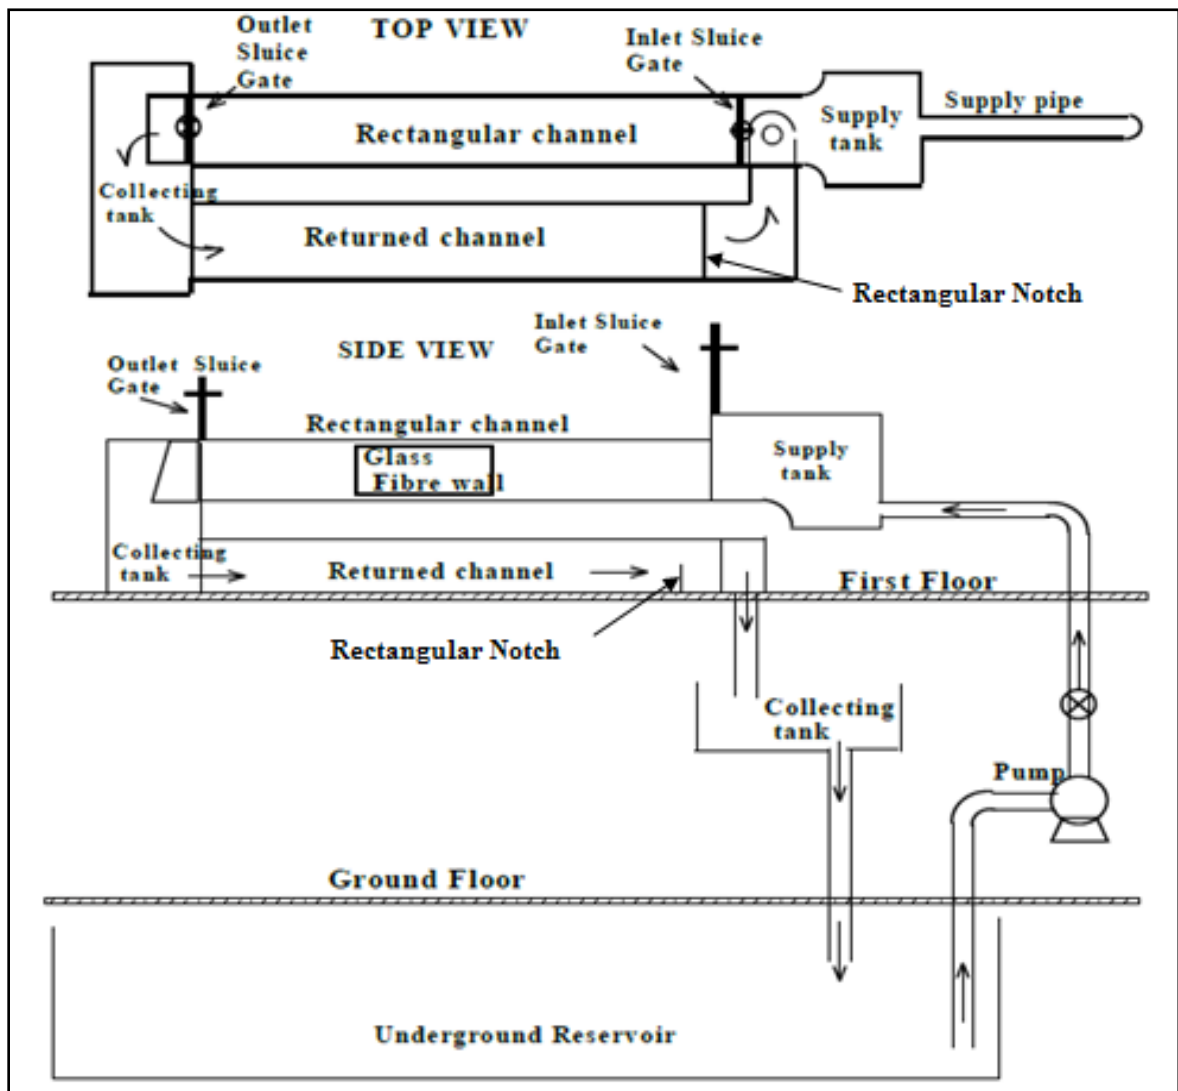 Outlet
Sluice
Gate
TOP VIEW
Inlet Sluice
Gate
Supply pipe
Supply
tank
Rectangular channel
Collecting
tank
Returned channel
Rectangular Notch
Inlet Sluice
Gate
SIDE VIEW
Outlet Sluice
Gate
Rectangular channel
Glass
Fibre wall
Supply
tank
Collecting
tank
Returned channel
First Floor
Rectangular Notch
Collecting
tank
Pump
Ground Floor
Underground Reservoir